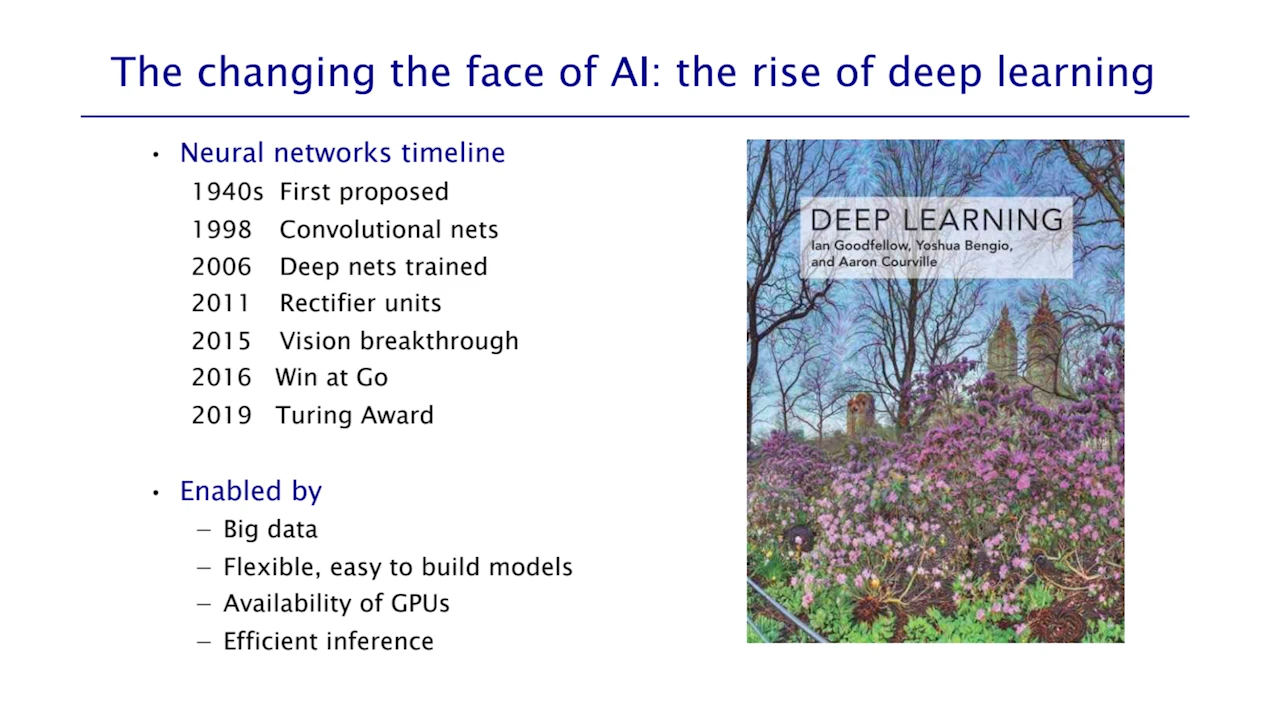 The changing the face of AI: the rise of deep learning
• Neural networks timeline
1940s First proposed
1998 Convolutional nets
2006 Deep nets trained
2011 Rectifier units
2015 Vision breakthrough
2016 Win at Go
2019 Turing Award
• Enabled by
– Big data
– Flexible, easy to build models
– Availability of GPUs
– Efficient inference
DEEP LEARNING
Ian Goodfellow, Yoshua Bengio,
and Aaron Courville